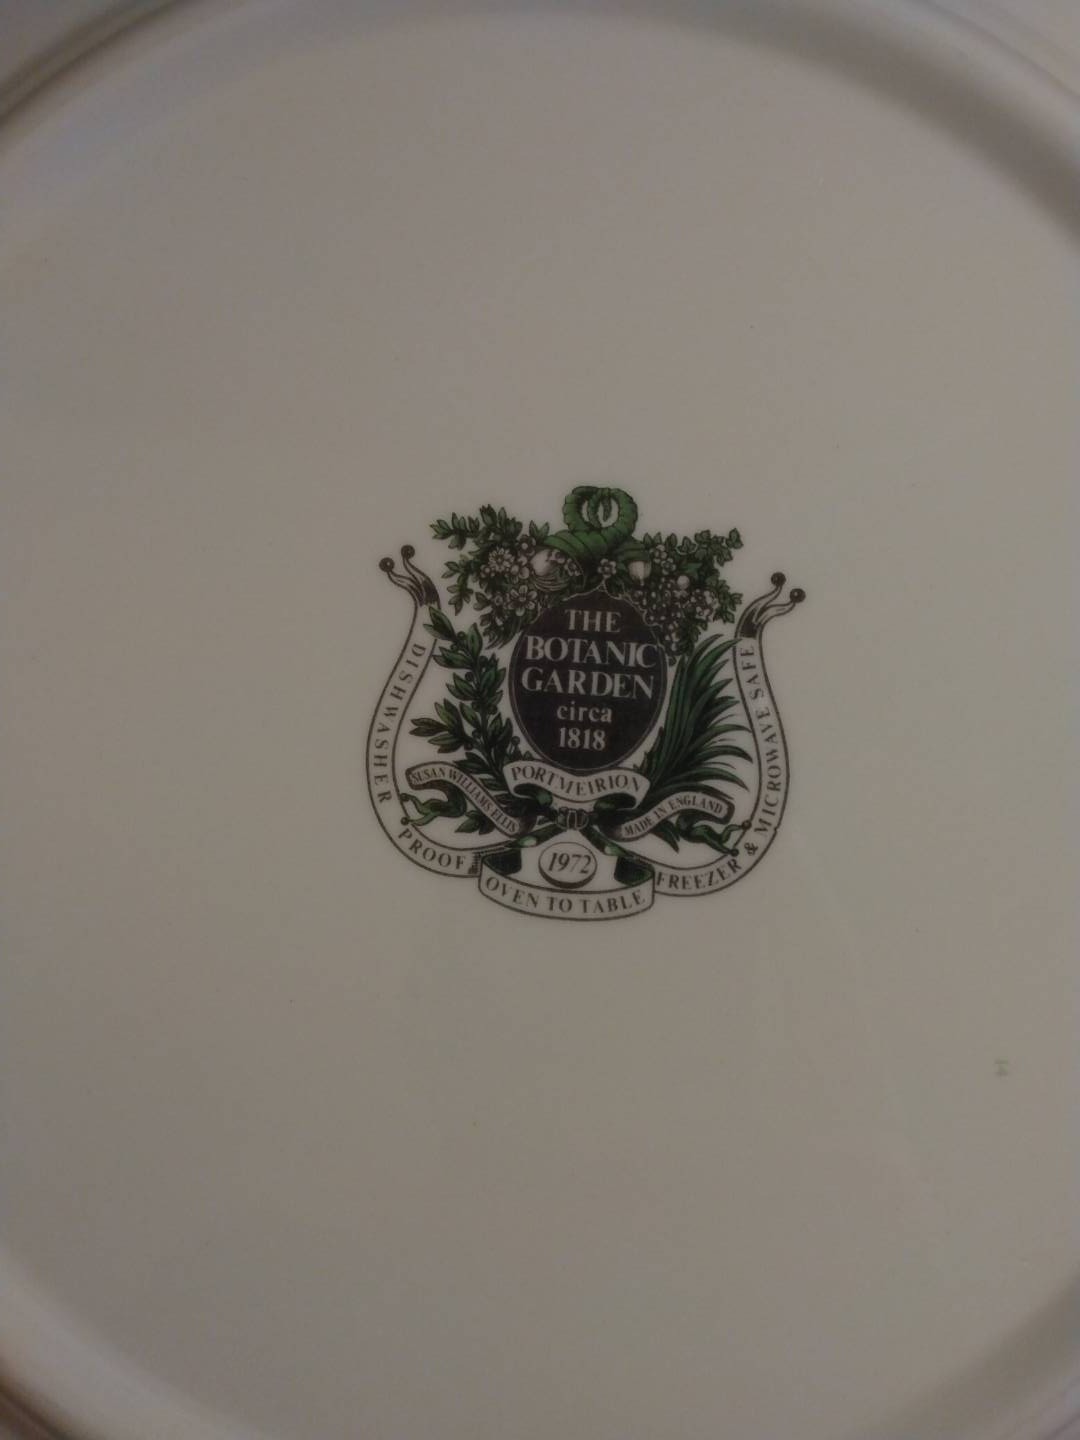 THE
BOTANIC
GARDEN
circa
1818
PORTMEIRION
SUSAN WILLIAMS ELLIS
MADE IN ENGLAND
1972
DISHWASHER PROOF
OVEN TO TABLE
FREEZER & MICROWAVE SAFE